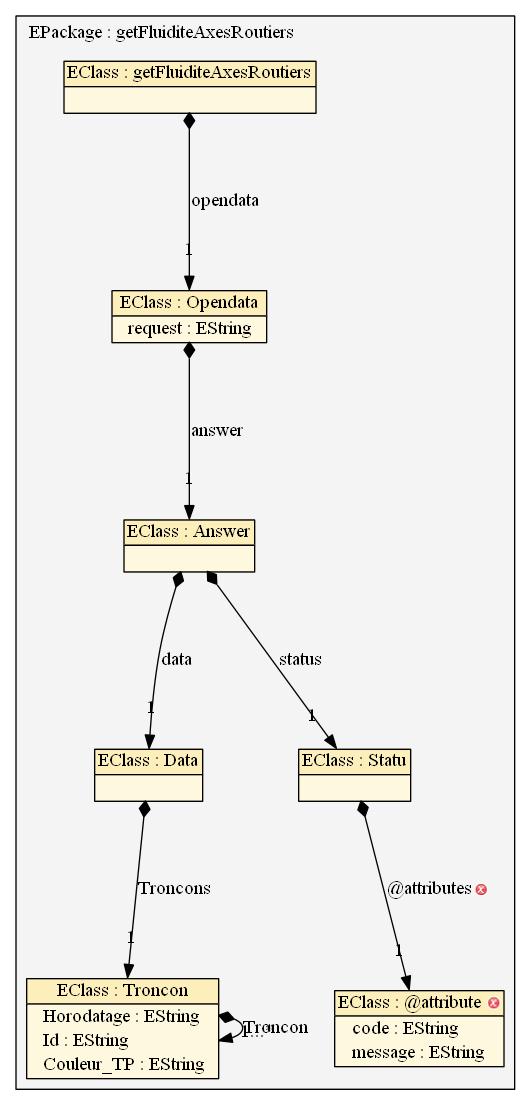 EPackage : getFluiditeAxesRoutiers
EClass : getFluiditeAxesRoutiers
opendata
1
EClass : Opendata
request : EString
answer
1
EClass : Answer
data
status
1
1
EClass : Data
EClass : Statu
Troncons
@attributes
1
1
EClass : Troncon
Horodatage : EString
Id : EString
Couleur_TP : EString
Troncon
EClass : @attribute
code : EString
message : EString